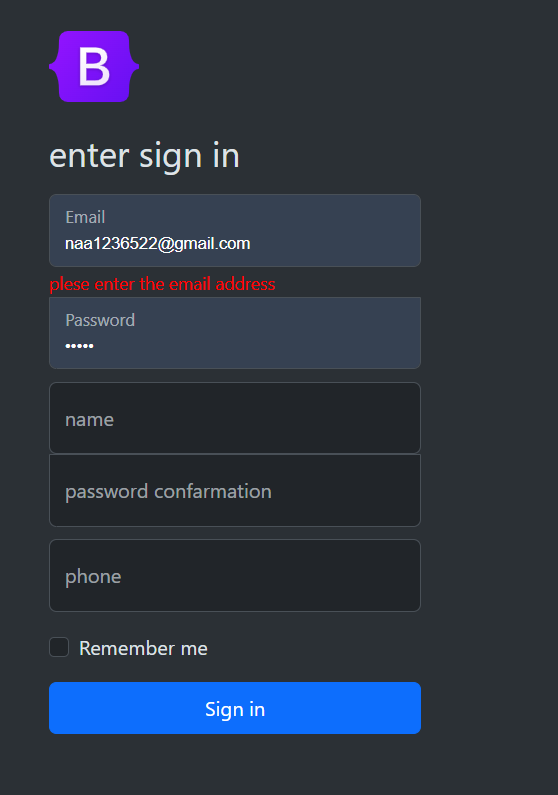 B
enter sign in
Email
naa1236522@gmail.com
plese enter the email address
Password
•••••
name
password confarmation
phone
Remember me
Sign in